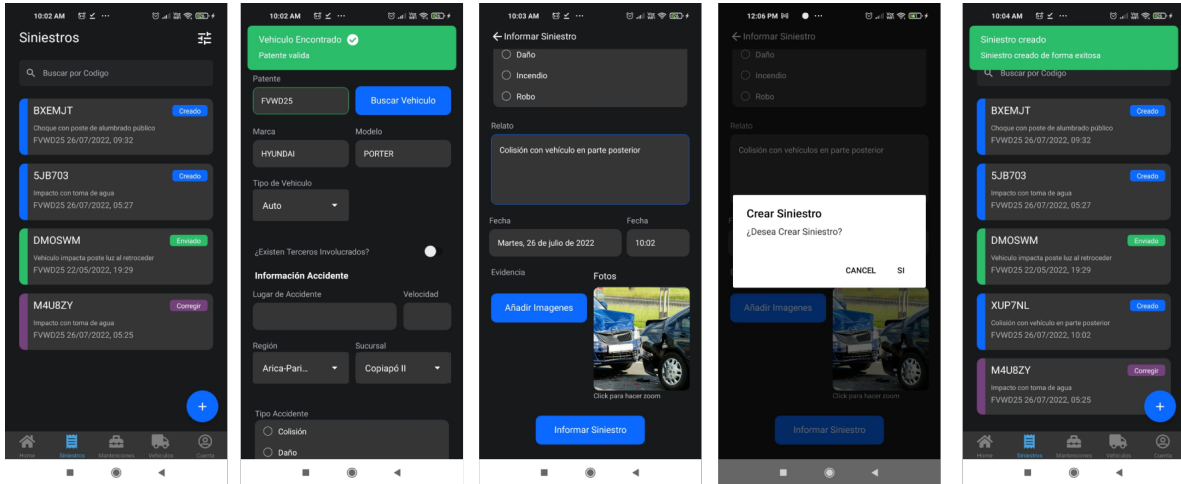 10:02 AM
Siniestros
Buscar por Codigo
BXEMJT
Creado
Choque con poste de alumbrado público
FVWD25 26/07/2022, 09:32
5JB703
Creado
Impacto con toma de agua
FVWD25 26/07/2022, 05:27
DMOSWM
Enviado
Vehiculo impacta poste luz al retroceder
FVWD25 22/05/2022, 19:29
M4U8ZY
Corregir
Impacto con toma de agua
FVWD25 26/07/2022, 05:25
+
Home Siniestros Mantenciones Vehiculos Cuenta
10:02 AM
Vehiculo Encontrado
Patente valida
Patente
FVWD25
Buscar Vehiculo
Marca Modelo
HYUNDAI PORTER
Tipo de Vehiculo
Auto
¿Existen Terceros Involucrados?
Información Accidente
Lugar de Accidente Velocidad
Región Sucursal
Arica-Pari... Copiapó II
Tipo Accidente
Colisión
Daño
10:03 AM
Informar Siniestro
Daño
Incendio
Robo
Relato
Colisión con vehículo en parte posterior
Fecha Fecha
Martes, 26 de julio de 2022 10:02
Evidencia Fotos
Añadir Imagenes
Click para hacer zoom
Informar Siniestro
12:06 PM
Informar Siniestro
Daño
Incendio
Robo
Relato
Colisión con vehiculos en parte posterior
Crear Siniestro
¿Desea Crear Siniestro?
CANCEL SI
Añadir Imagenes
Click para hacer zoom
Informar Siniestro
10:04 AM
Siniestro creado
Siniestro creado de forma exitosa
Buscar por Codigo
BXEMJT
Creado
Choque con poste de alumbrado público
FVWD25 26/07/2022, 09:32
5JB703
Creado
Impacto con toma de agua
FVWD25 26/07/2022, 05:27
DMOSWM
Enviado
Vehiculo impacta poste luz al retroceder
FVWD25 22/05/2022, 19:29
XUP7NL
Creado
Colisión con vehículo en parte posterior
FVWD25 26/07/2022, 10:02
M4U8ZY
Corregir
Impacto con toma de agua
FVWD25 26/07/2022, 05:25
+
Home Siniestros Mantenciones Vehiculos Cuenta